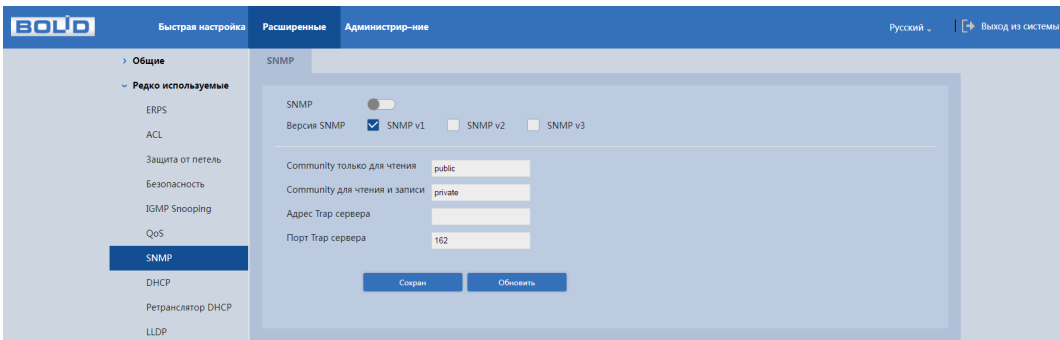 BOLID
Быстрая настройка
Расширенные
Администрир-ние
Русский
Выход из системы
Общие
Редко используемые
ERPS
ACL
Защита от петель
Безопасность
IGMP Snooping
QoS
SNMP
DHCP
Ретранслятор DHCP
LLDP
SNMP
SNMP
Версия SNMP SNMP v1 SNMP v2 SNMP v3
Community только для чтения public
Community для чтения и записи private
Адрес Trap сервера
Порт Trap сервера 162
Сохран Обновить